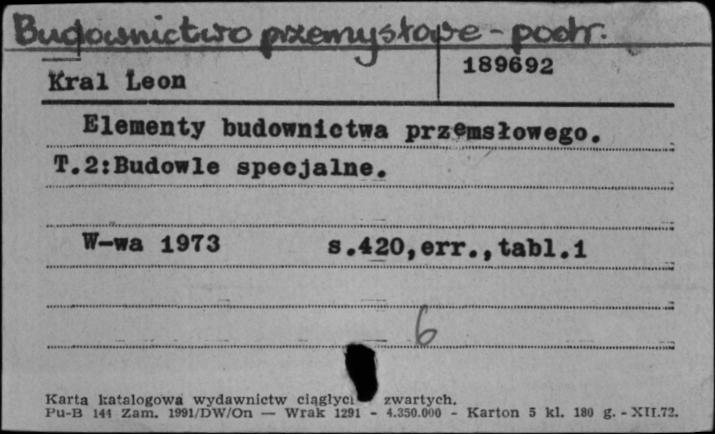 Budownictwo przemysłowe - podr.
189692
Kral Leon
Elementy budownictwa przemsłowego.
T.2:Budowle specjalne.
W-wa 1973 s.420,err.,tabl.1
6
Karta katalogowa wydawnictw ciągłyc zwartych.
Pu-B 144 Zam. 1991/DW/On — Wrak 1291 - 4.350.000 - Karton 5 kl. 180 g. - XII.72.